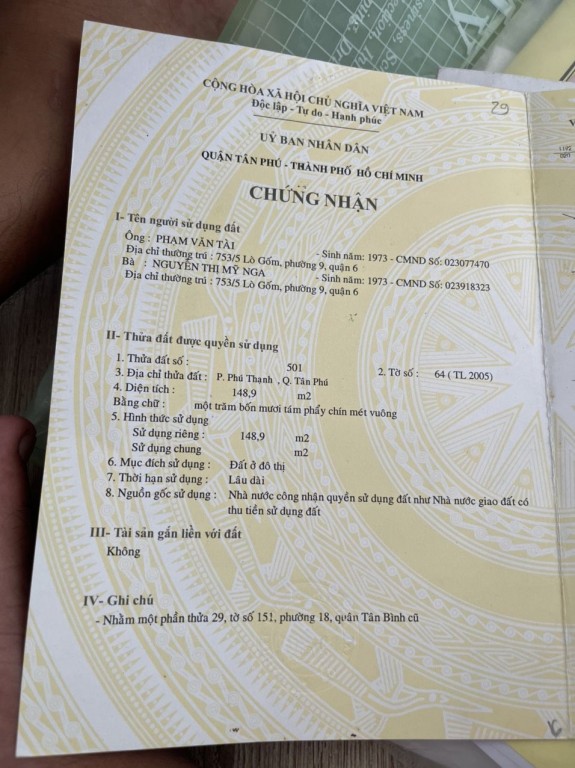 29
CỘNG HÒA XÃ HỘI CHỦ NGHĨA VIỆT NAM
Độc lập - Tự do - Hạnh phúc
UỶ BAN NHÂN DÂN
QUẬN TÂN PHÚ - THÀNH PHỐ HỒ CHÍ MINH
CHỨNG NHẬN
I- Tên người sử dụng đất
Ông : PHẠM VĂN TÀI - Sinh năm: 1973 - CMND Số: 023077470
Địa chỉ thường trú : 753/5 Lò Gốm, phường 9, quận 6
Bà : NGUYỄN THỊ MỸ NGA - Sinh năm: 1973 - CMND Số: 023918323
Địa chỉ thường trú : 753/5 Lò Gốm, phường 9, quận 6
II- Thửa đất được quyền sử dụng
1. Thửa đất số : 501 2. Tờ số : 64 ( TL 2005)
3. Địa chỉ thửa đất : P. Phú Thạnh , Q. Tân Phú
4. Diện tích : 148,9 m2
Bằng chữ : một trăm bốn mươi tám phẩy chín mét vuông
5. Hình thức sử dụng
Sử dụng riêng : 148,9 m2
Sử dụng chung m2
6. Mục đích sử dụng : Đất ở đô thị
7. Thời hạn sử dụng : Lâu dài
8. Nguồn gốc sử dụng : Nhà nước công nhận quyền sử dụng đất như Nhà nước giao đất có
thu tiền sử dụng đất
III- Tài sản gắn liền với đất
Không
IV- Ghi chú
- Nhằm một phần thửa 29, tờ số 151, phường 18, quận Tân Bình cũ